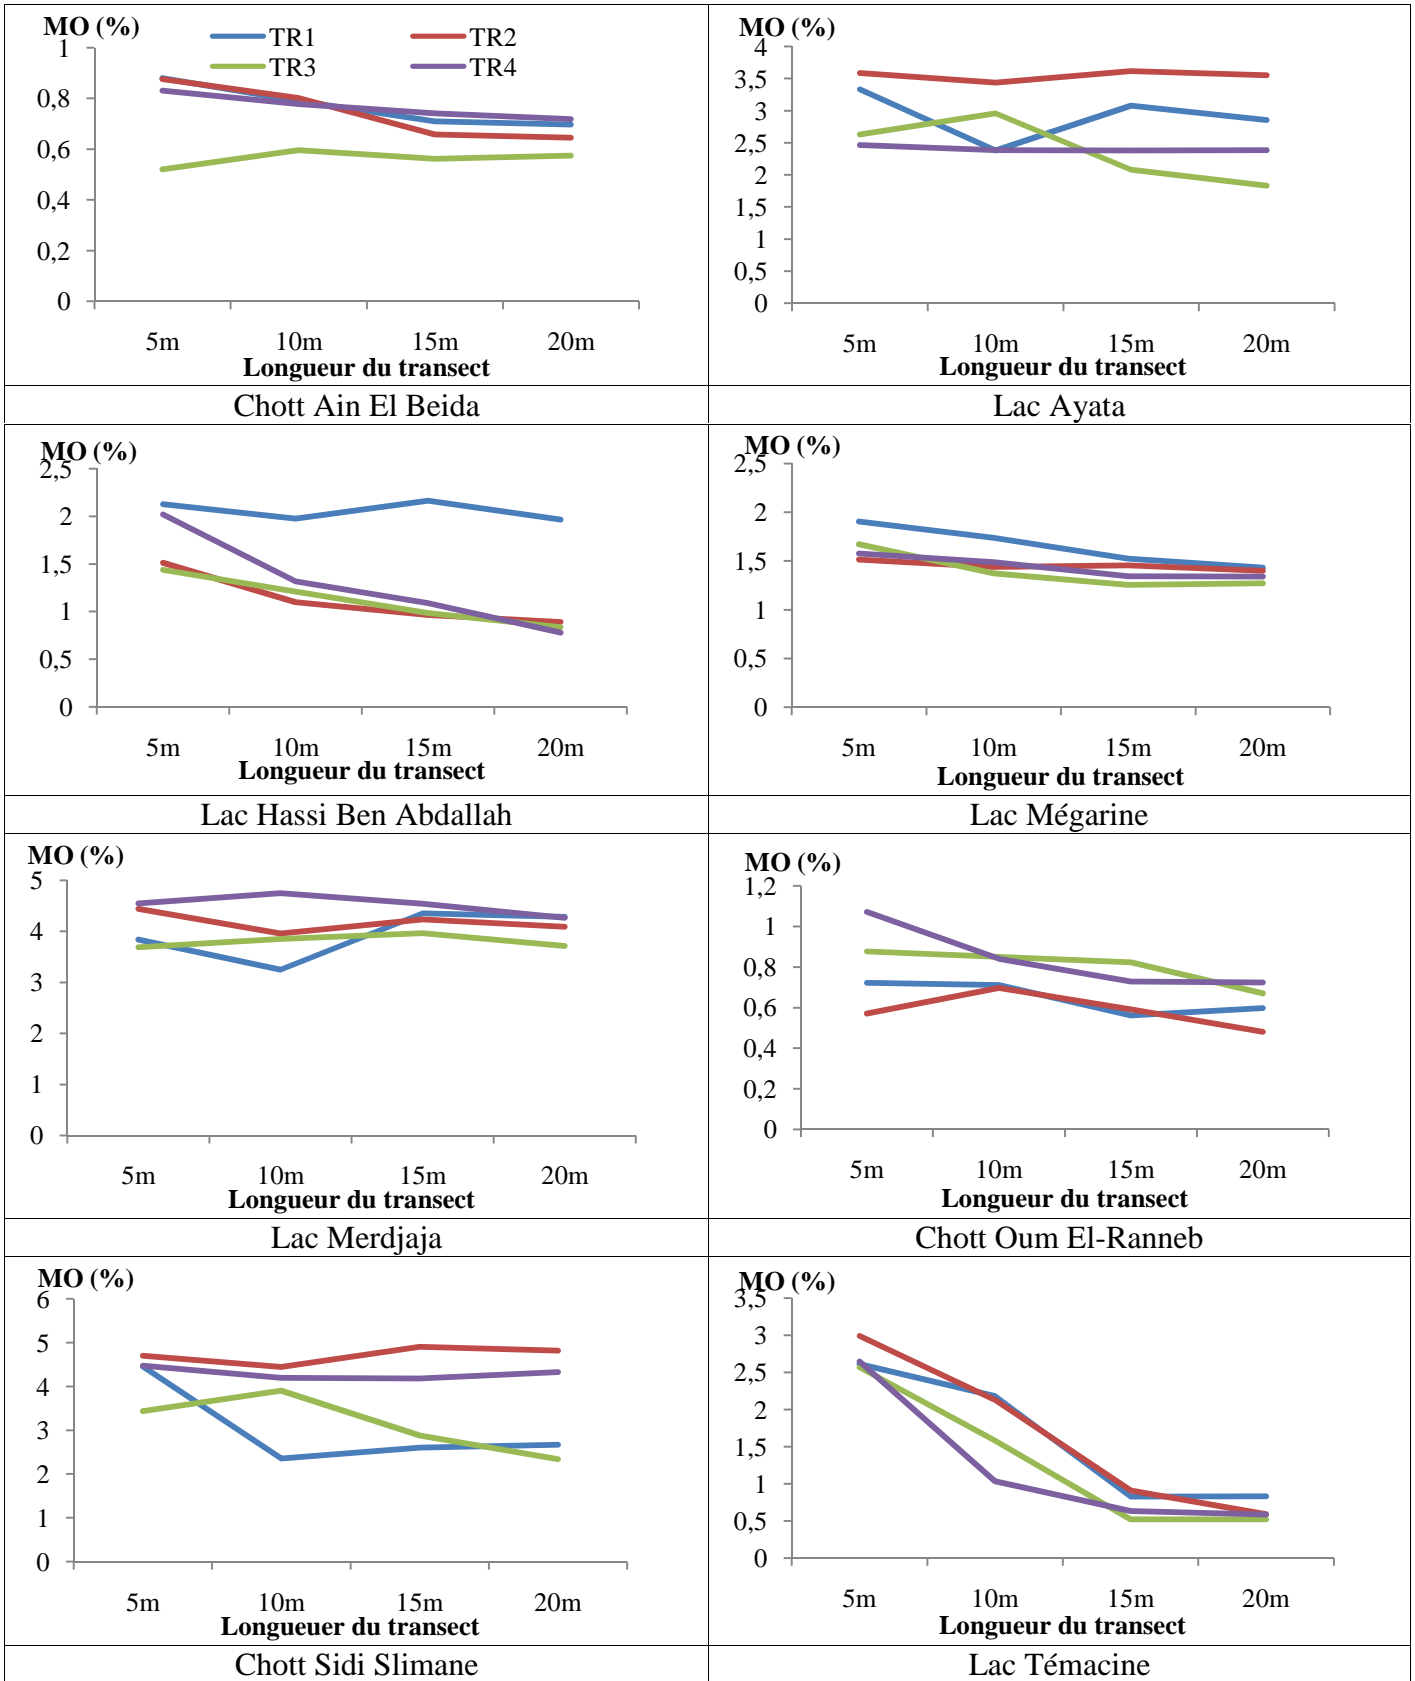 MO (%)
TR1 TR2
TR3 TR4
1
0,8
0,6
0,4
0,2
0
5m 10m 15m 20m
Longueur du transect
Chott Ain El Beida
MO (%)
4
3,5
3
2,5
2
1,5
1
0,5
0
5m 10m 15m 20m
Longueur du transect
Lac Ayata
MO (%)
2,5
2
1,5
1
0,5
0
5m 10m 15m 20m
Longueur du transect
Lac Hassi Ben Abdallah
MO (%)
2,5
2
1,5
1
0,5
0
5m 10m 15m 20m
Longueur du transect
Lac Mégarine
MO (%)
5
4
3
2
1
0
5m 10m 15m 20m
Longueur du transect
Lac Merdjaja
MO (%)
1,2
1
0,8
0,6
0,4
0,2
0
5m 10m 15m 20m
Longueur du transect
Chott Oum El-Ranneb
MO (%)
6
5
4
3
2
1
0
5m 10m 15m 20m
Longueuer du transect
Chott Sidi Slimane
MO (%)
3,5
3
2,5
2
1,5
1
0,5
0
5m 10m 15m 20m
Longueur du transect
Lac Témacine